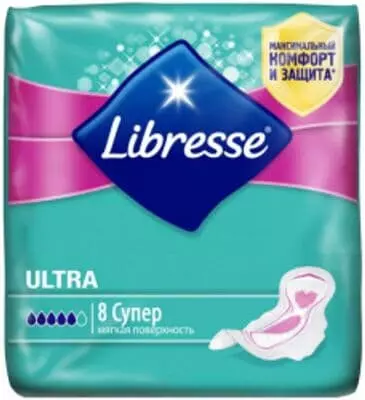 МАКСИМАЛЬНЫЙ
КОМФОРТ
И ЗАЩИТА*
Libresse®
ULTRA
8 Супер
мягкая поверхность